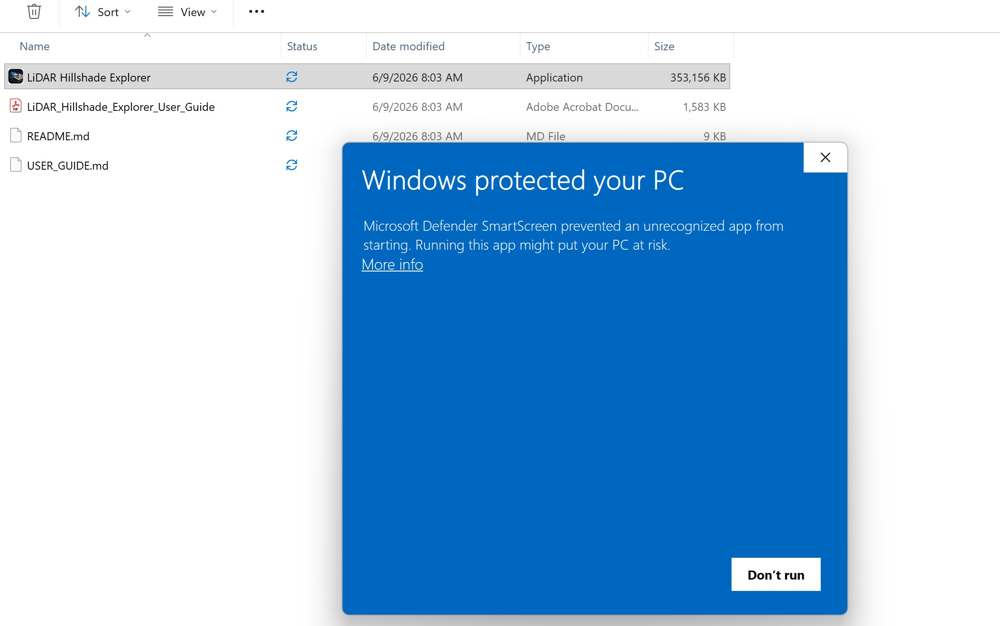 Sort View •••
Name Status Date modified Type Size
LiDAR Hillshade Explorer 6/9/2026 8:03 AM Application 353,156 KB
PDF LiDAR_Hillshade_Explorer_User_Guide 6/9/2026 8:03 AM Adobe Acrobat Docu... 1,583 KB
README.md 6/9/2026 8:03 AM MD File 9 KB
USER_GUIDE.md
Windows protected your PC
Microsoft Defender SmartScreen prevented an unrecognized app from
starting. Running this app might put your PC at risk.
More info
Don’t run